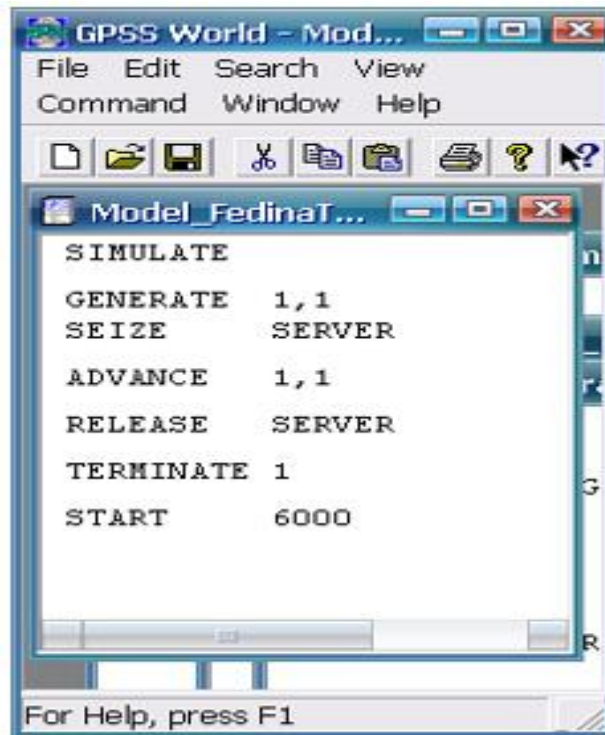 GPSS World - Mod...
File Edit Search View
Command Window Help
Model_FedinaT...
SIMULATE
GENERATE 1,1
SEIZE SERVER
ADVANCE 1,1
RELEASE SERVER
TERMINATE 1
START 6000
For Help, press F1